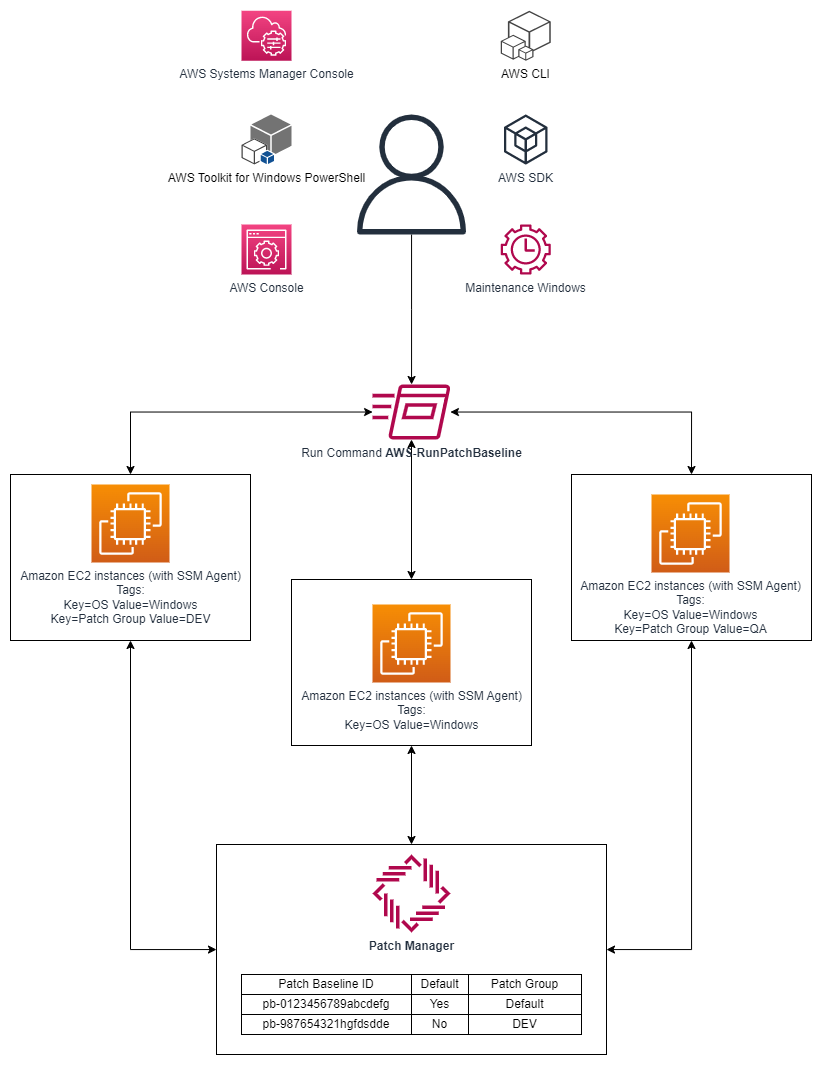 AWS Systems Manager Console
AWS CLI
AWS Toolkit for Windows PowerShell
AWS SDK
AWS Console
Maintenance Windows
Run Command AWS-RunPatchBaseline
Amazon EC2 instances (with SSM Agent)
Tags:
Key=OS Value=Windows
Key=Patch Group Value=DEV
Amazon EC2 instances (with SSM Agent)
Tags:
Key=OS Value=Windows
Amazon EC2 instances (with SSM Agent)
Tags:
Key=OS Value=Windows
Key=Patch Group Value=QA
Patch Manager
Patch Baseline ID Default Patch Group
pb-0123456789abcdefg Yes Default
pb-987654321hgfdsdde No DEV